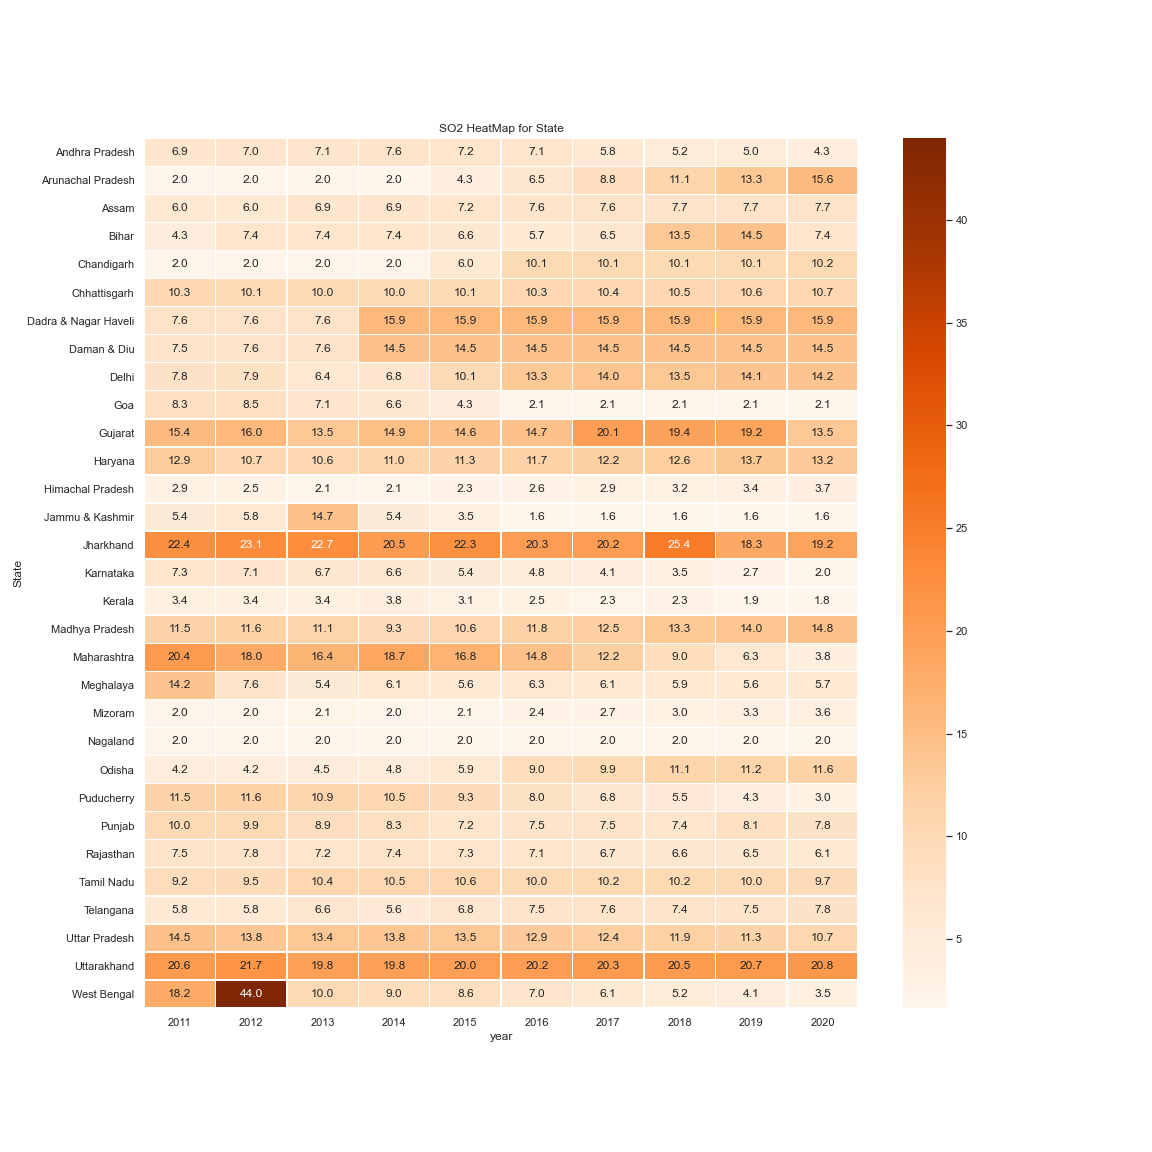 SO2 HeatMap for State
Andhra Pradesh 6.9 7.0 7.1 7.6 7.2 7.1 5.8 5.2 5.0 4.3
Arunachal Pradesh 2.0 2.0 2.0 2.0 4.3 6.5 8.8 11.1 13.3 15.6
Assam 6.0 6.0 6.9 6.9 7.2 7.6 7.6 7.7 7.7 7.7
Bihar 4.3 7.4 7.4 7.4 6.6 5.7 6.5 13.5 14.5 7.4
Chandigarh 2.0 2.0 2.0 2.0 6.0 10.1 10.1 10.1 10.1 10.2
Chhattisgarh 10.3 10.1 10.0 10.0 10.1 10.3 10.4 10.5 10.6 10.7
Dadra & Nagar Haveli 7.6 7.6 7.6 15.9 15.9 15.9 15.9 15.9 15.9 15.9
Daman & Diu 7.5 7.6 7.6 14.5 14.5 14.5 14.5 14.5 14.5 14.5
Delhi 7.8 7.9 6.4 6.8 10.1 13.3 14.0 13.5 14.1 14.2
Goa 8.3 8.5 7.1 6.6 4.3 2.1 2.1 2.1 2.1 2.1
Gujarat 15.4 16.0 13.5 14.9 14.6 14.7 20.1 19.4 19.2 13.5
Haryana 12.9 10.7 10.6 11.0 11.3 11.7 12.2 12.6 13.7 13.2
Himachal Pradesh 2.9 2.5 2.1 2.1 2.3 2.6 2.9 3.2 3.4 3.7
Jammu & Kashmir 5.4 5.8 14.7 5.4 3.5 1.6 1.6 1.6 1.6 1.6
Jharkhand 22.4 23.1 22.7 20.5 22.3 20.3 20.2 25.4 18.3 19.2
Karnataka 7.3 7.1 6.7 6.6 5.4 4.8 4.1 3.5 2.7 2.0
Kerala 3.4 3.4 3.4 3.8 3.1 2.5 2.3 2.3 1.9 1.8
Madhya Pradesh 11.5 11.6 11.1 9.3 10.6 11.8 12.5 13.3 14.0 14.8
Maharashtra 20.4 18.0 16.4 18.7 16.8 14.8 12.2 9.0 6.3 3.8
Meghalaya 14.2 7.6 5.4 6.1 5.6 6.3 6.1 5.9 5.6 5.7
Mizoram 2.0 2.0 2.1 2.0 2.1 2.4 2.7 3.0 3.3 3.6
Nagaland 2.0 2.0 2.0 2.0 2.0 2.0 2.0 2.0 2.0 2.0
Odisha 4.2 4.2 4.5 4.8 5.9 9.0 9.9 11.1 11.2 11.6
Puducherry 11.5 11.6 10.9 10.5 9.3 8.0 6.8 5.5 4.3 3.0
Punjab 10.0 9.9 8.9 8.3 7.2 7.5 7.5 7.4 8.1 7.8
Rajasthan 7.5 7.8 7.2 7.4 7.3 7.1 6.7 6.6 6.5 6.1
Tamil Nadu 9.2 9.5 10.4 10.5 10.6 10.0 10.2 10.2 10.0 9.7
Telangana 5.8 5.8 6.6 5.6 6.8 7.5 7.6 7.4 7.5 7.8
Uttar Pradesh 14.5 13.8 13.4 13.8 13.5 12.9 12.4 11.9 11.3 10.7
Uttarakhand 20.6 21.7 19.8 19.8 20.0 20.2 20.3 20.5 20.7 20.8
West Bengal 18.2 44.0 10.0 9.0 8.6 7.0 6.1 5.2 4.1 3.5
2011 2012 2013 2014 2015 2016 2017 2018 2019 2020
year
State
40
35
30
25
20
15
10
5